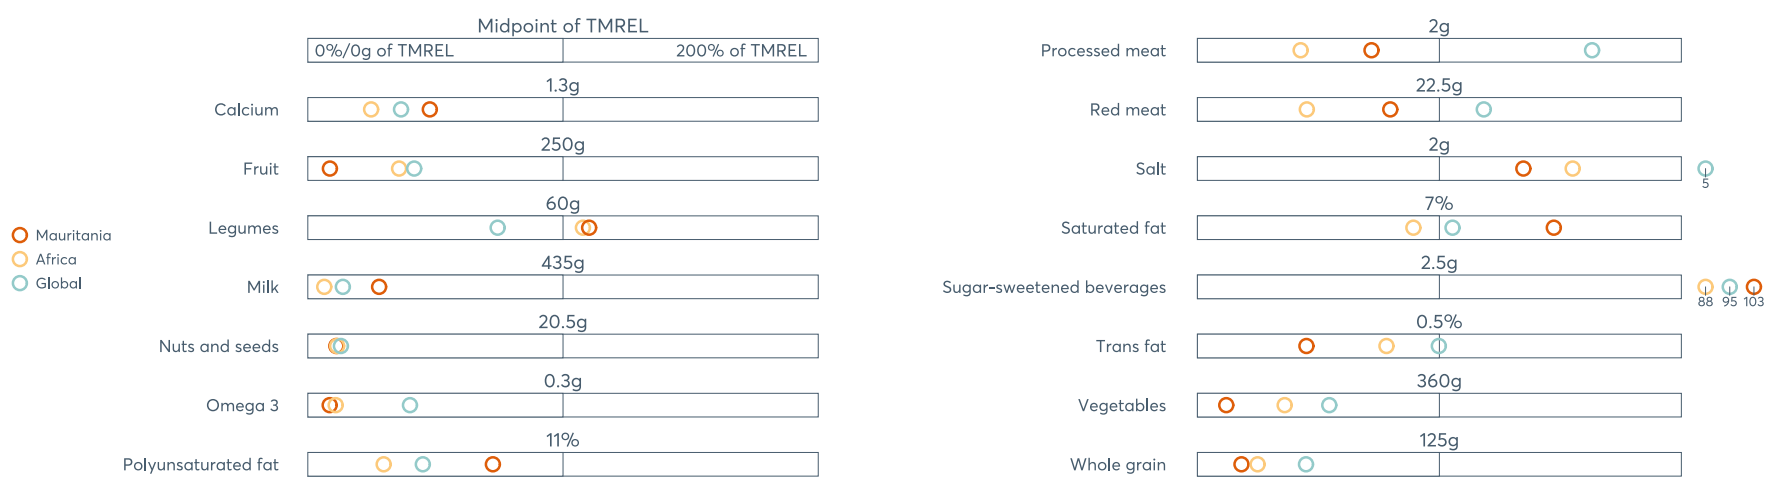 Midpoint of TMREL
0%/0g of TMREL 200% of TMREL
1.3g
Calcium
250g
Fruit
60g
Legumes
435g
Milk
20.5g
Nuts and seeds
0.3g
Omega 3
11%
Polyunsaturated fat
Mauritania
Africa
Global
2g
Processed meat
22.5g
Red meat
2g
Salt
5
7%
Saturated fat
2.5g
Sugar-sweetened beverages
88 95 103
0.5%
Trans fat
360g
Vegetables
125g
Whole grain